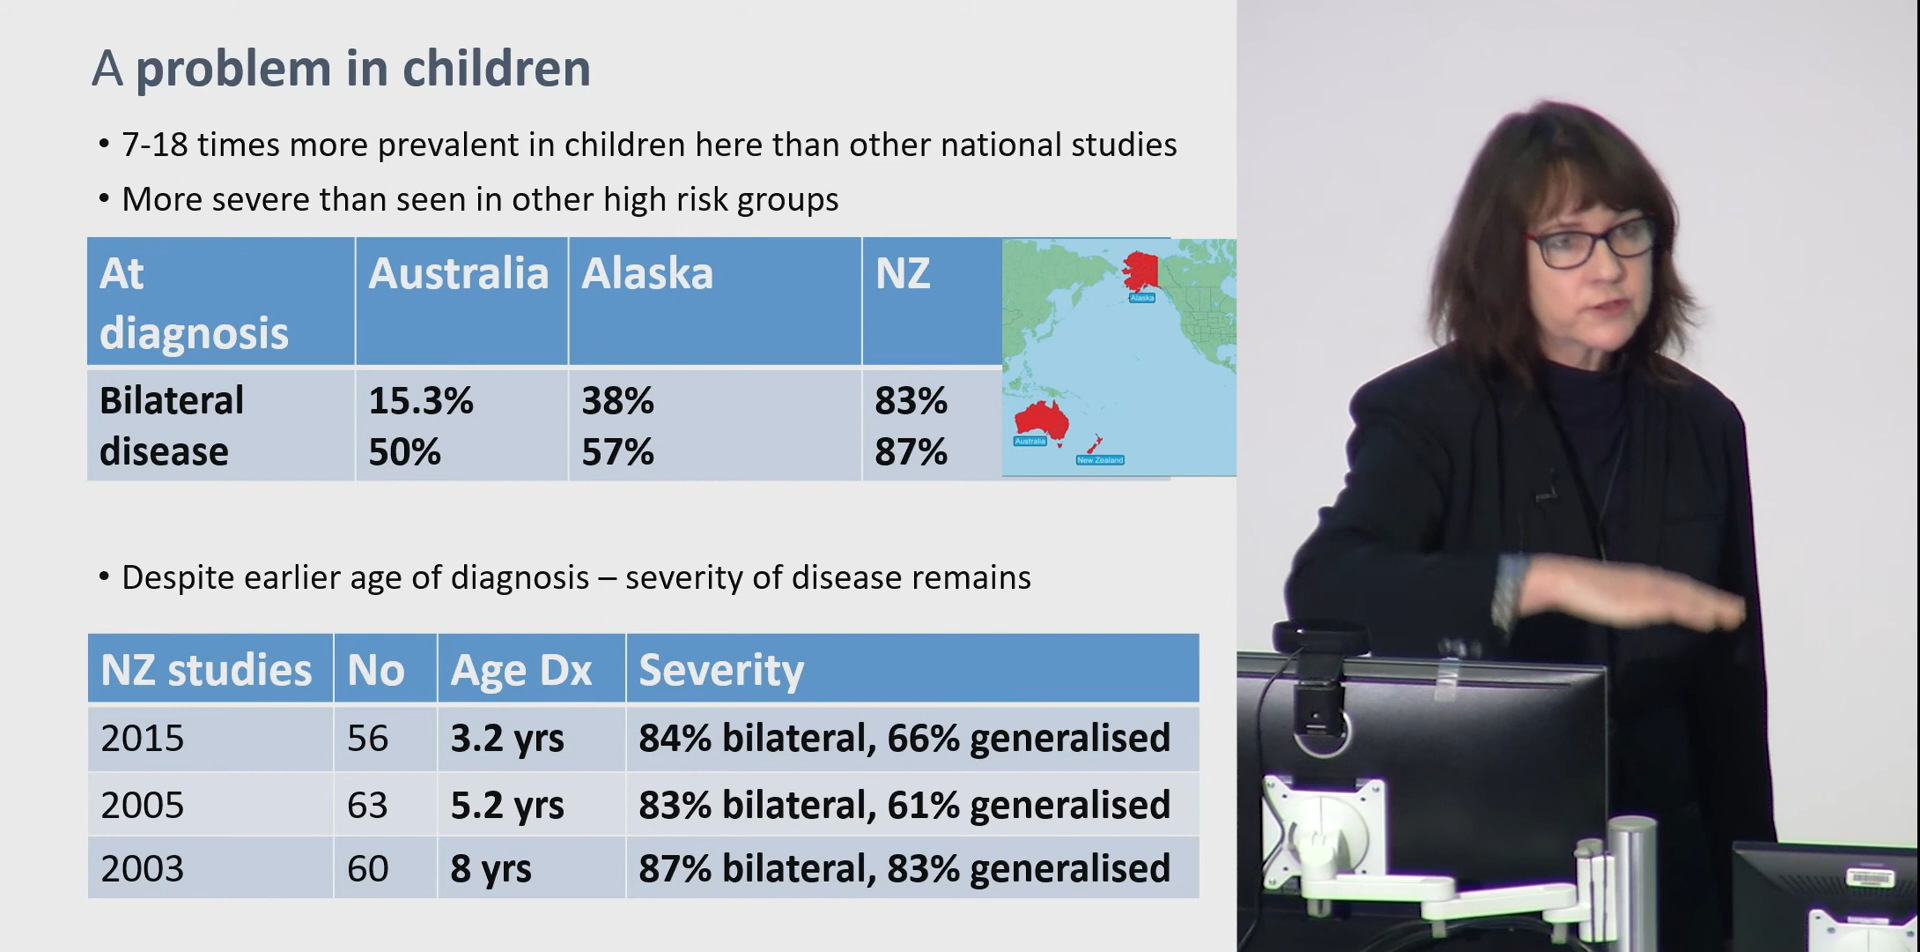 A problem in children
• 7-18 times more prevalent in children here than other national studies
• More severe than seen in other high risk groups
At diagnosis Australia Alaska NZ
Bilateral disease 15.3% 50% 38% 57% 83% 87%
Alaska
Australia
New Zealand
• Despite earlier age of diagnosis – severity of disease remains
NZ studies No Age Dx Severity
2015 56 3.2 yrs 84% bilateral, 66% generalised
2005 63 5.2 yrs 83% bilateral, 61% generalised
2003 60 8 yrs 87% bilateral, 83% generalised